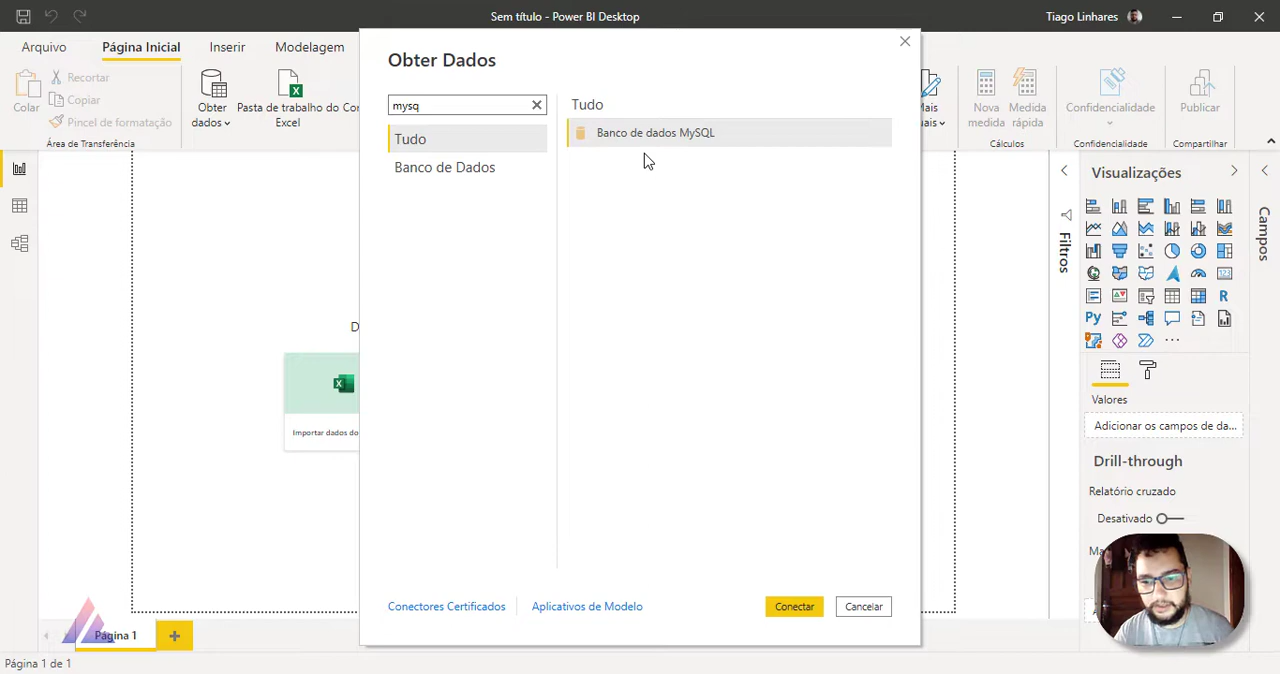 Sem título - Power BI Desktop
Tiago Linhares
Arquivo
Página Inicial
Inserir
Modelagem
Colar
Recortar
Copiar
Pincel de formatação
Área de Transferência
Obter dados
Pasta de trabalho do Excel
Nova medida
Medida rápida
Cálculos
Confidencialidade
Confidencialidade
Publicar
Compartilhar
Obter Dados
mysq
Tudo
Banco de Dados
Tudo
Banco de dados MySQL
Conectores Certificados
Aplicativos de Modelo
Conectar
Cancelar
Importar dados do
Filtros
Visualizações
Campos
123
R
Py
Valores
Adicionar os campos de da...
Drill-through
Relatório cruzado
Desativado
Página 1
Página 1 de 1